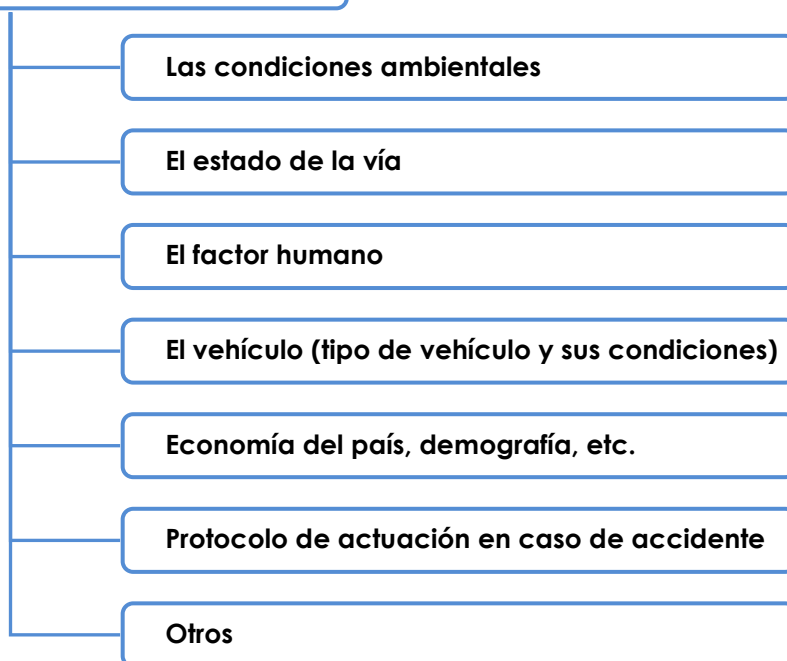 Las condiciones ambientales
El estado de la vía
El factor humano
El vehículo (tipo de vehículo y sus condiciones)
Economía del país, demografía, etc.
Protocolo de actuación en caso de accidente
Otros